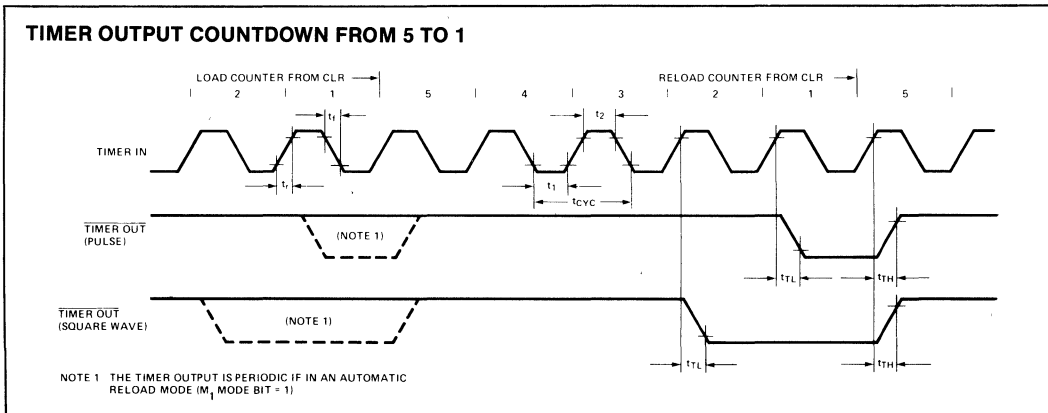 TIMER OUTPUT COUNTDOWN FROM 5 TO 1
LOAD COUNTER FROM CLR
RELOAD COUNTER FROM CLR
2 1 5 4 3 2 1 5
tf
t2
TIMER IN
tr
t1
tCYC
TIMER OUT
(PULSE)
(NOTE 1)
tTL
tTH
TIMER OUT
(SQUARE WAVE)
(NOTE 1)
tTL
tTH
NOTE 1 THE TIMER OUTPUT IS PERIODIC IF IN AN AUTOMATIC
RELOAD MODE (M1 MODE BIT = 1)